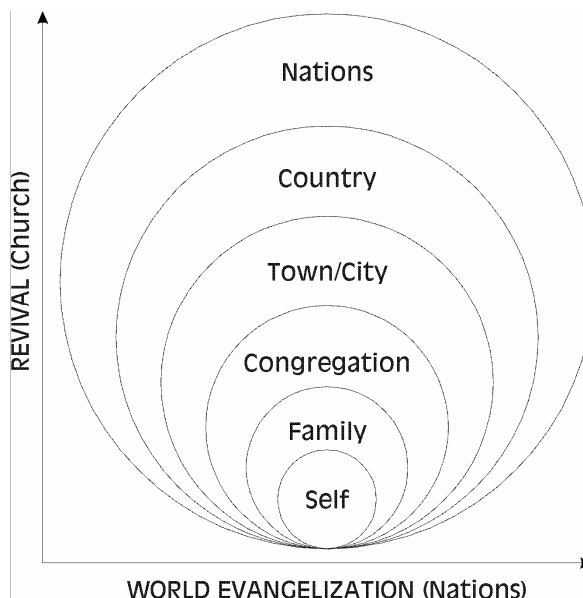 Nations
Country
Town/City
Congregation
Family
Self
REVIVAL (Church)
WORLD EVANGELIZATION (Nations)